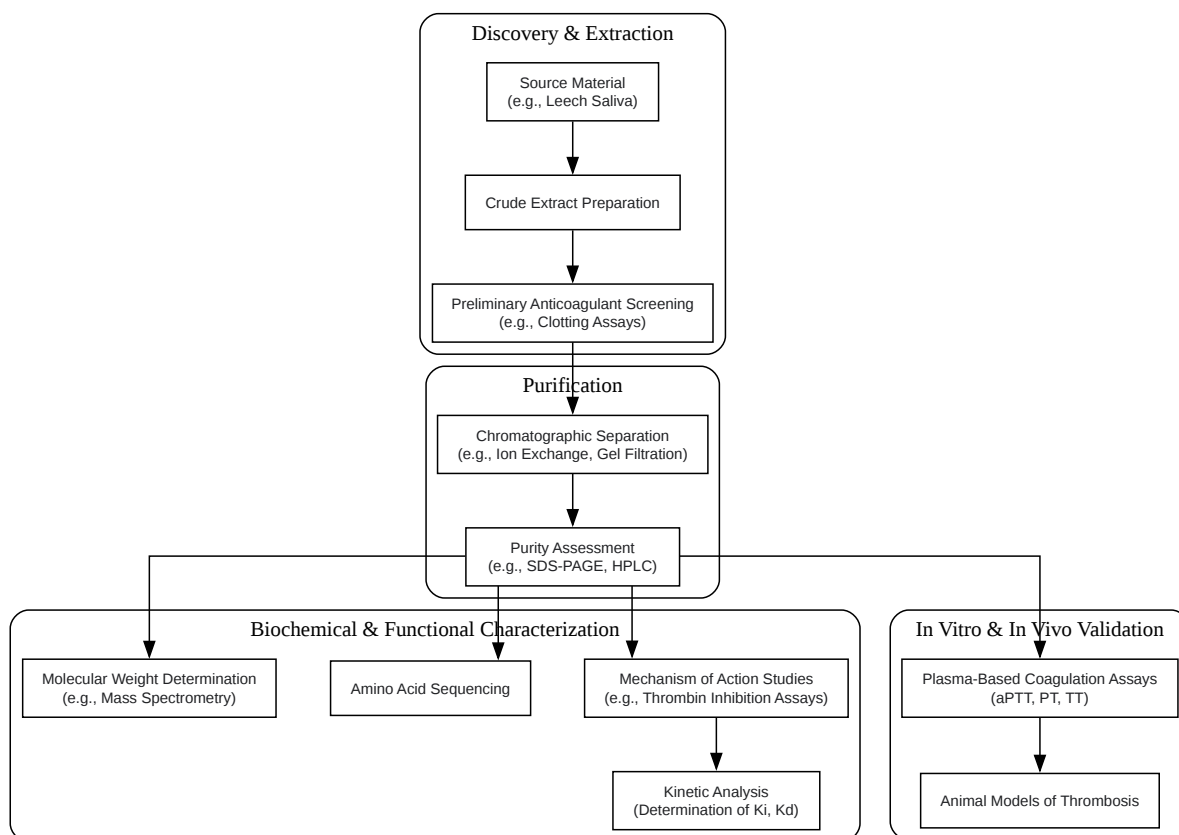 Discovery & Extraction
Source Material
(e.g., Leech Saliva)
Crude Extract Preparation
Preliminary Anticoagulant Screening
(e.g., Clotting Assays)
Purification
Chromatographic Separation
(e.g., Ion Exchange, Gel Filtration)
Purity Assessment
(e.g., SDS-PAGE, HPLC)
Biochemical & Functional Characterization
Molecular Weight Determination
(e.g., Mass Spectrometry)
Amino Acid Sequencing
Mechanism of Action Studies
(e.g., Thrombin Inhibition Assays)
Kinetic Analysis
(Determination of Ki, Kd)
In Vitro & In Vivo Validation
Plasma-Based Coagulation Assays
(aPTT, PT, TT)
Animal Models of Thrombosis